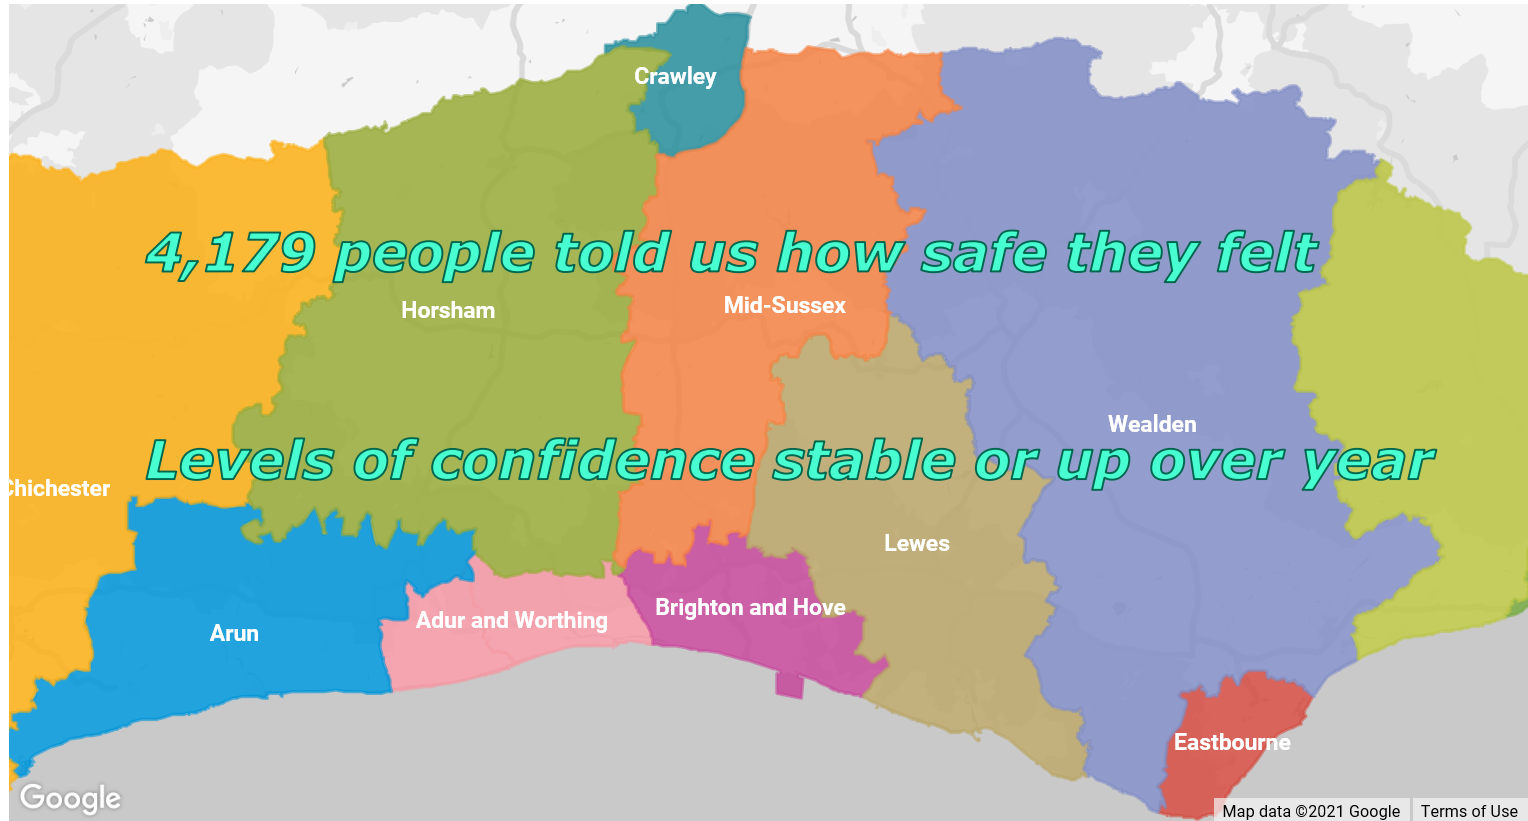 Crawley
4,179 people told us how safe they felt
Horsham
Mid-Sussex
Wealden
Levels of confidence stable or up over year
Chichester
Lewes
Brighton and Hove
Adur and Worthing
Arun
Eastbourne
Google
Map data ©2021 Google
Terms of Use